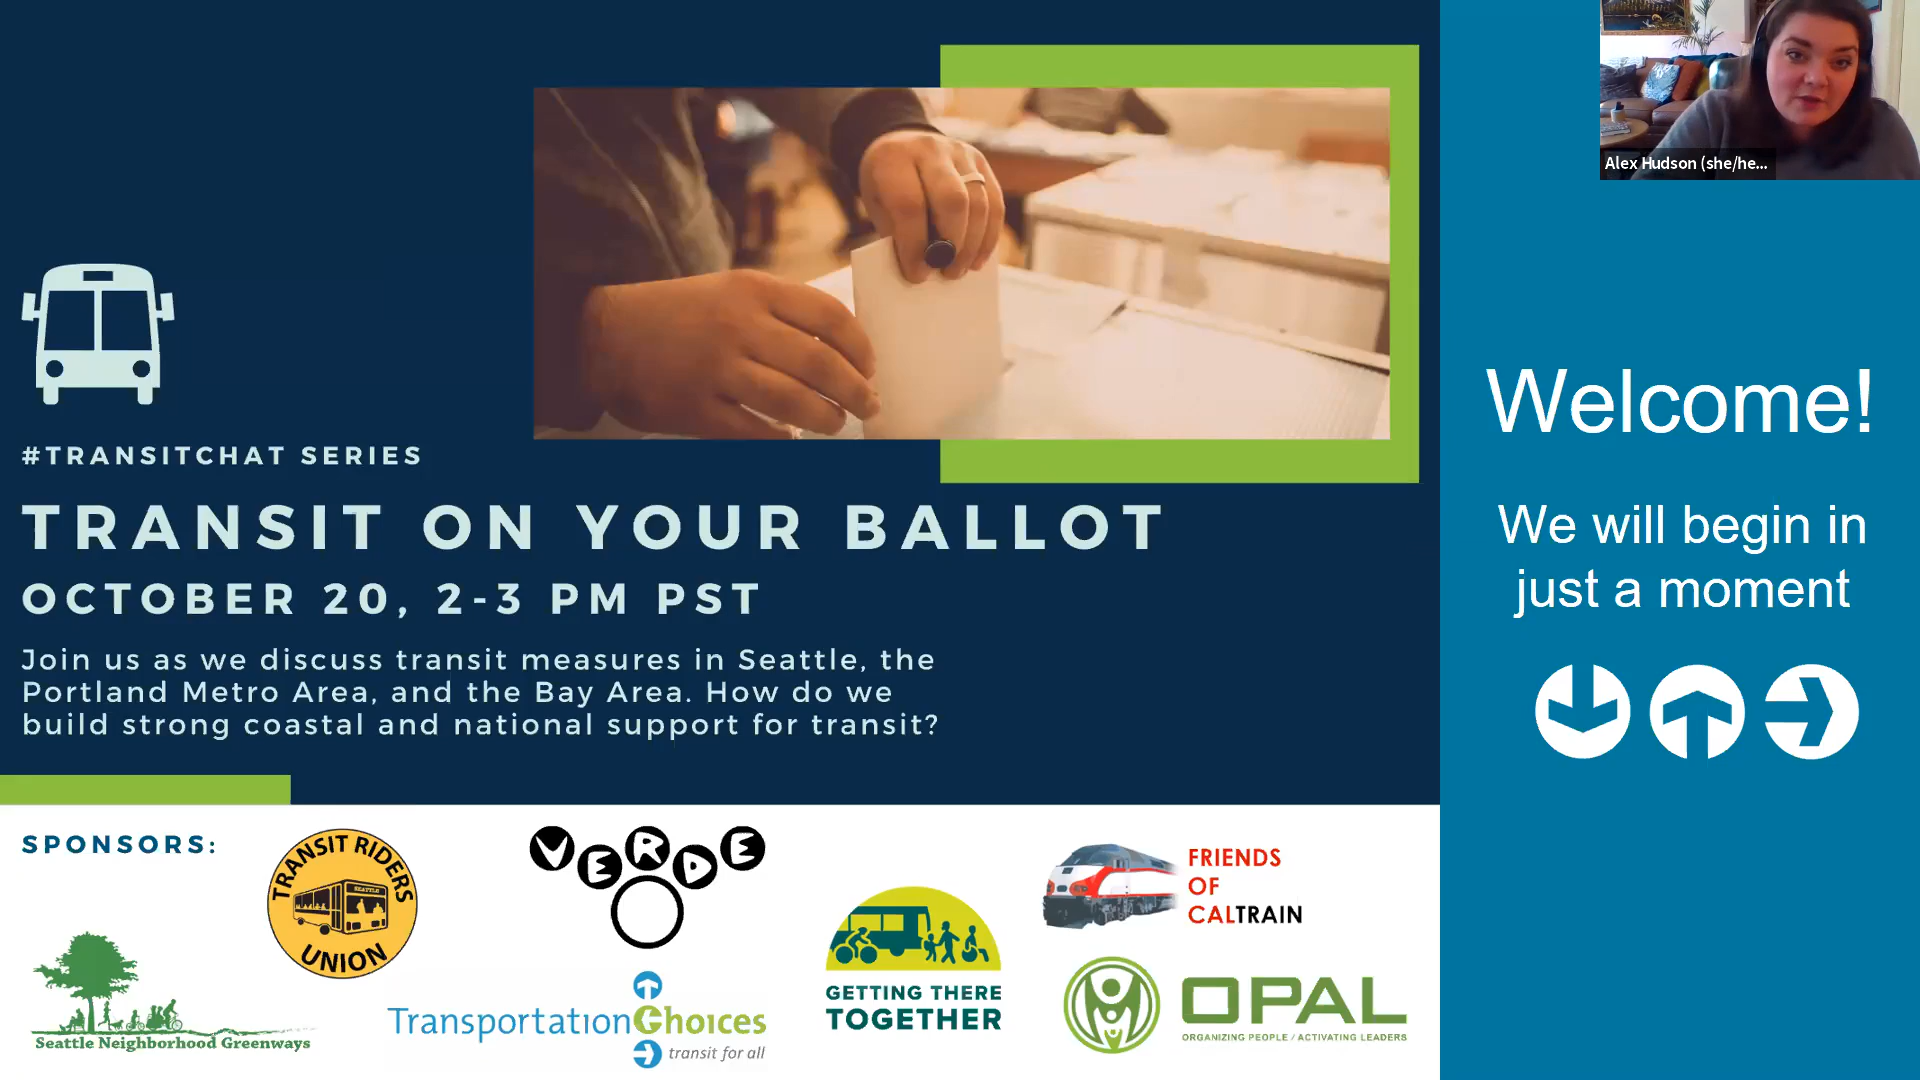 Alex Hudson (she/he...
#TRANSITCHAT SERIES
TRANSIT ON YOUR BALLOT
OCTOBER 20, 2-3 PM PST
Join us as we discuss transit measures in Seattle, the
Portland Metro Area, and the Bay Area. How do we
build strong coastal and national support for transit?
Welcome!
We will begin in
just a moment
SPONSORS:
TRANSIT RIDERS
SEATTLE
UNION
VERDE
FRIENDS
OF
CALTRAIN
Seattle Neighborhood Greenways
TransportationChoices
transit for all
GETTING THERE
TOGETHER
OPAL
ORGANIZING PEOPLE / ACTIVATING LEADERS